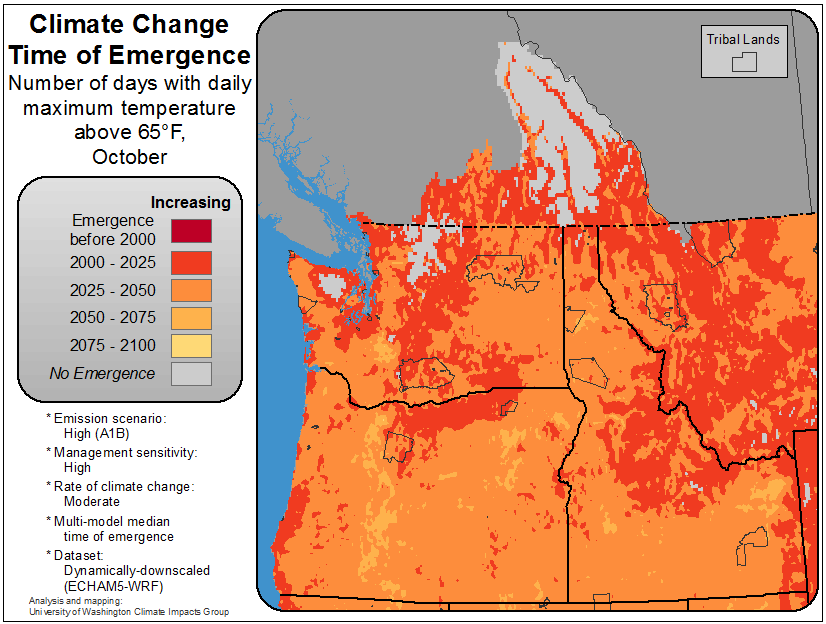 Climate Change
Time of Emergence
Number of days with daily
maximum temperature
above 65°F,
October
Tribal Lands
Increasing
Emergence
before 2000
2000 - 2025
2025 - 2050
2050 - 2075
2075 - 2100
No Emergence
* Emission scenario:
High (A1B)
* Management sensitivity:
High
* Rate of climate change:
Moderate
* Multi-model median
time of emergence
* Dataset:
Dynamically-downscaled
(ECHAM5-WRF)
Analysis and mapping:
University of Washington Climate Impacts Group